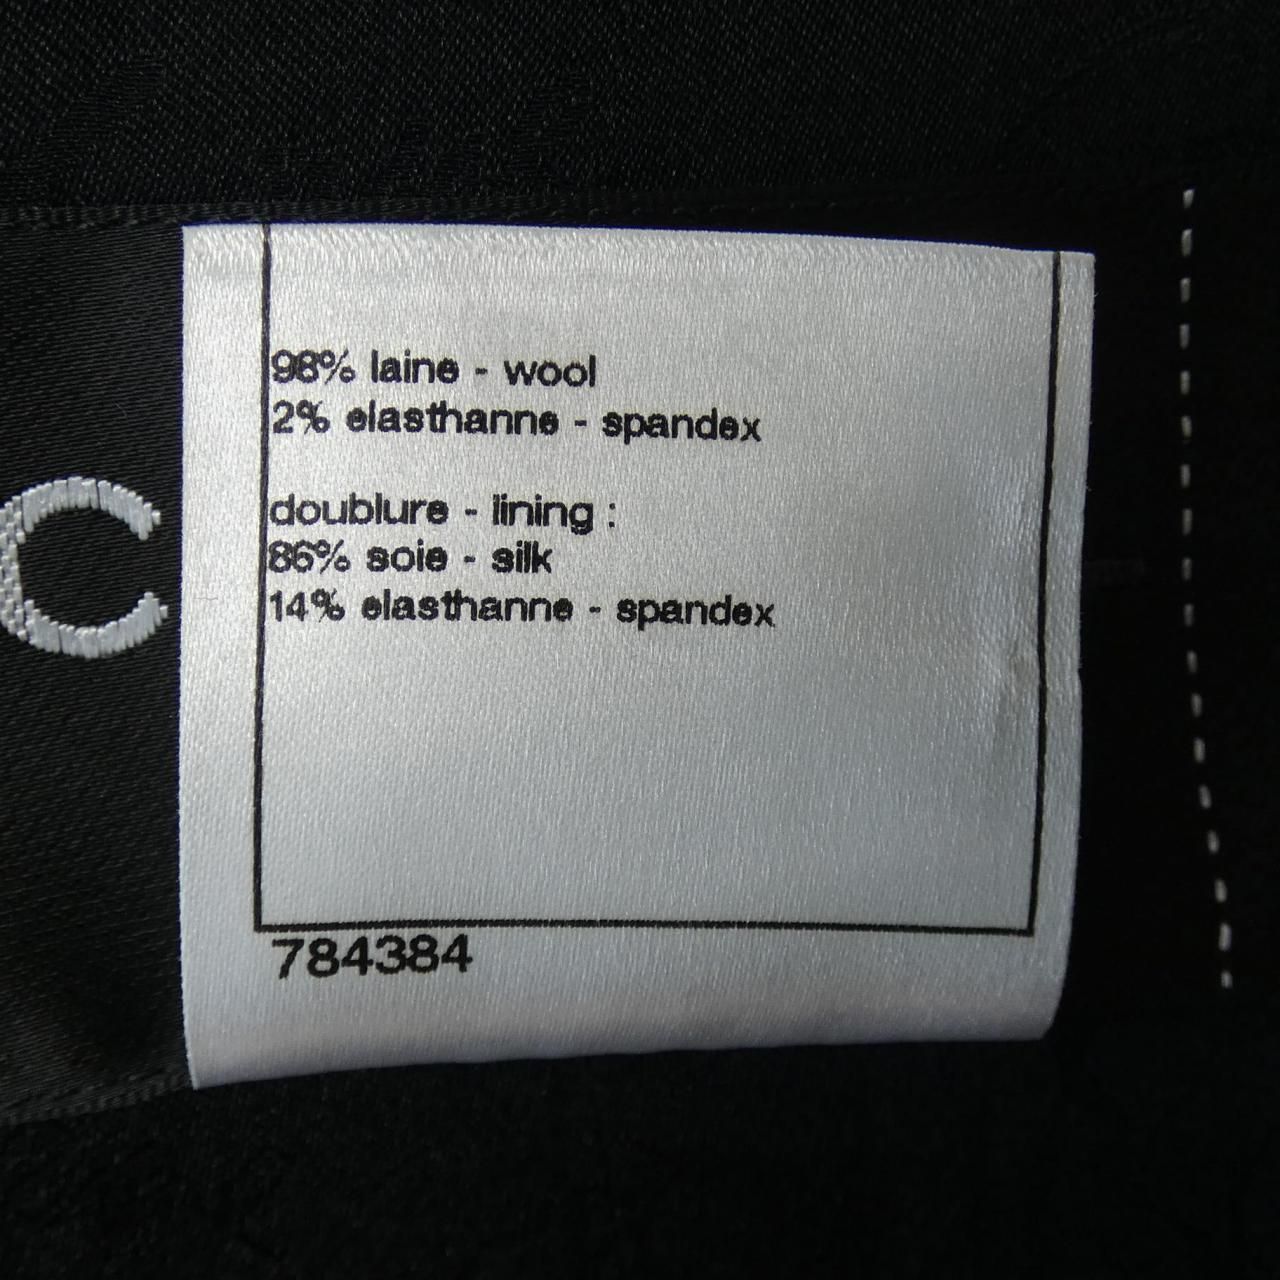 C
98% laine - wool
2% elasthanne - spandex
doublure - lining :
86% soie - silk
14% elasthanne - spandex
784384